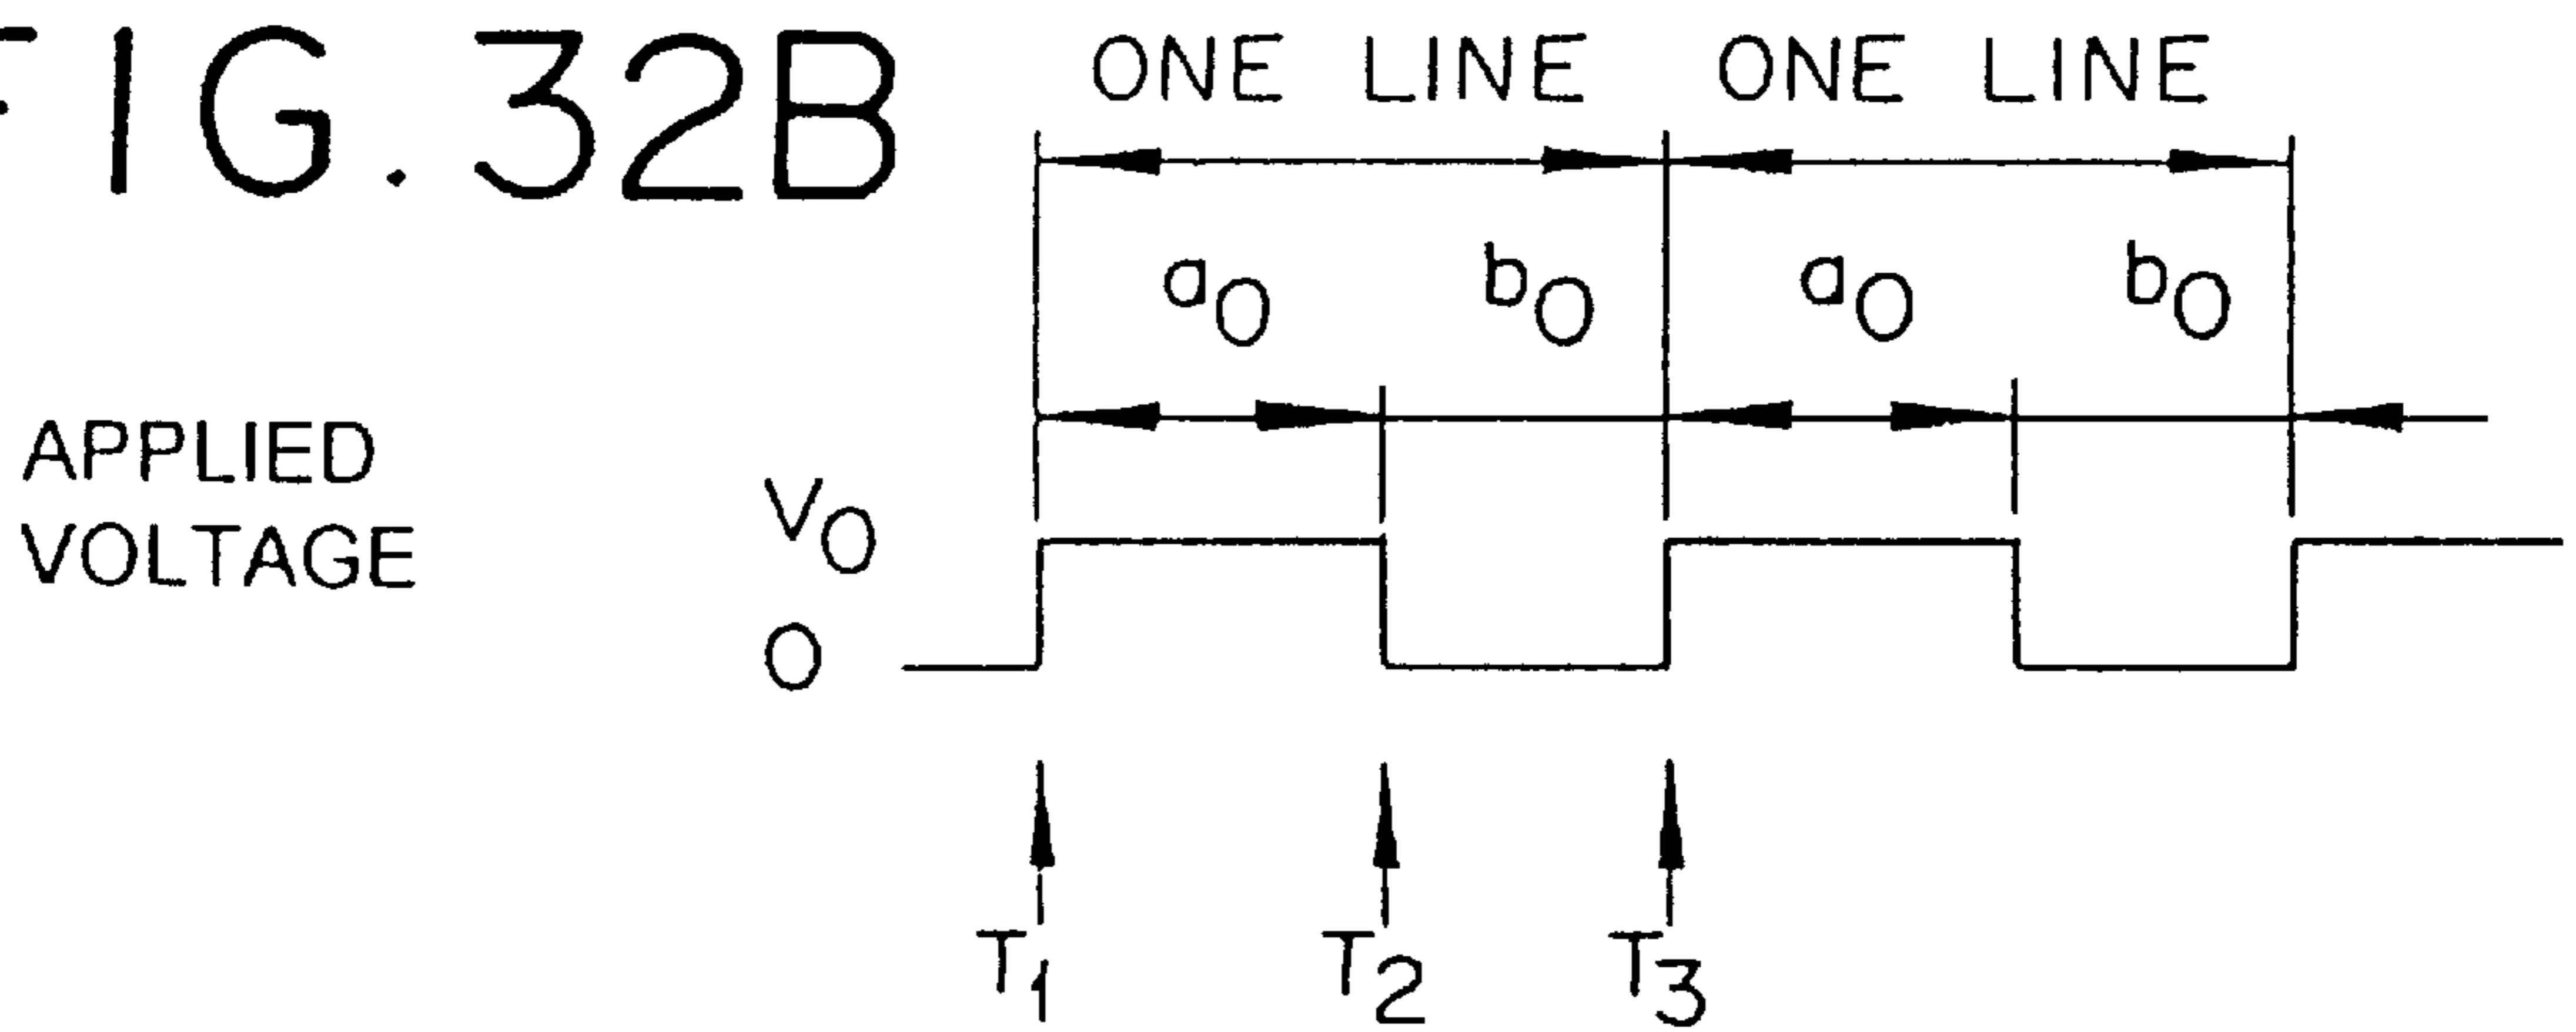 FIG. 32B
ONE LINE ONE LINE
a0 b0 a0 b0
APPLIED
VOLTAGE
V0
0
T1 T2 T3